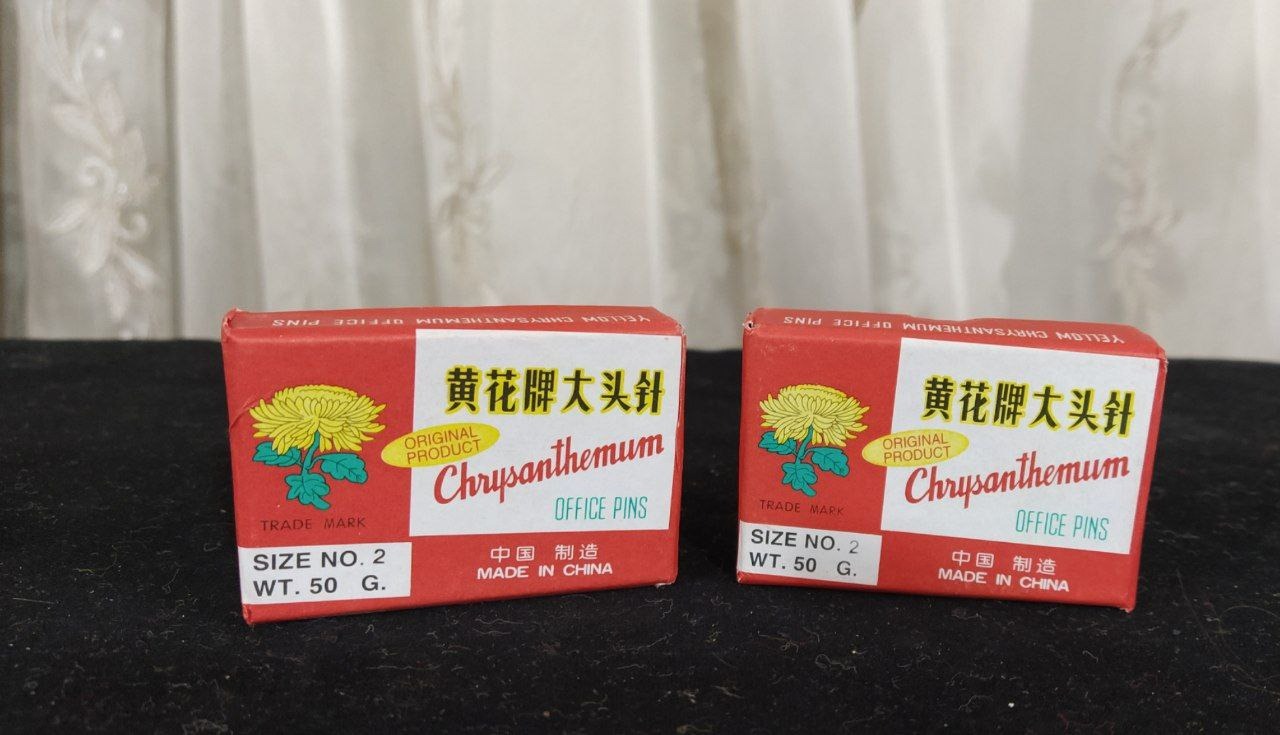 YELLOW CHRYSANTHEMUM OFFICE PINS
黄花牌大头针
ORIGINAL
PRODUCT
Chrysanthemum
OFFICE PINS
TRADE MARK
SIZE NO. 2
WT. 50 G.
中国 制造
MADE IN CHINA
YELLOW CHRYSANTHEMUM OFFICE PINS
黄花牌大头针
ORIGINAL
PRODUCT
Chrysanthemum
OFFICE PINS
TRADE MARK
SIZE NO. 2
WT. 50 G.
中国 制造
MADE IN CHINA